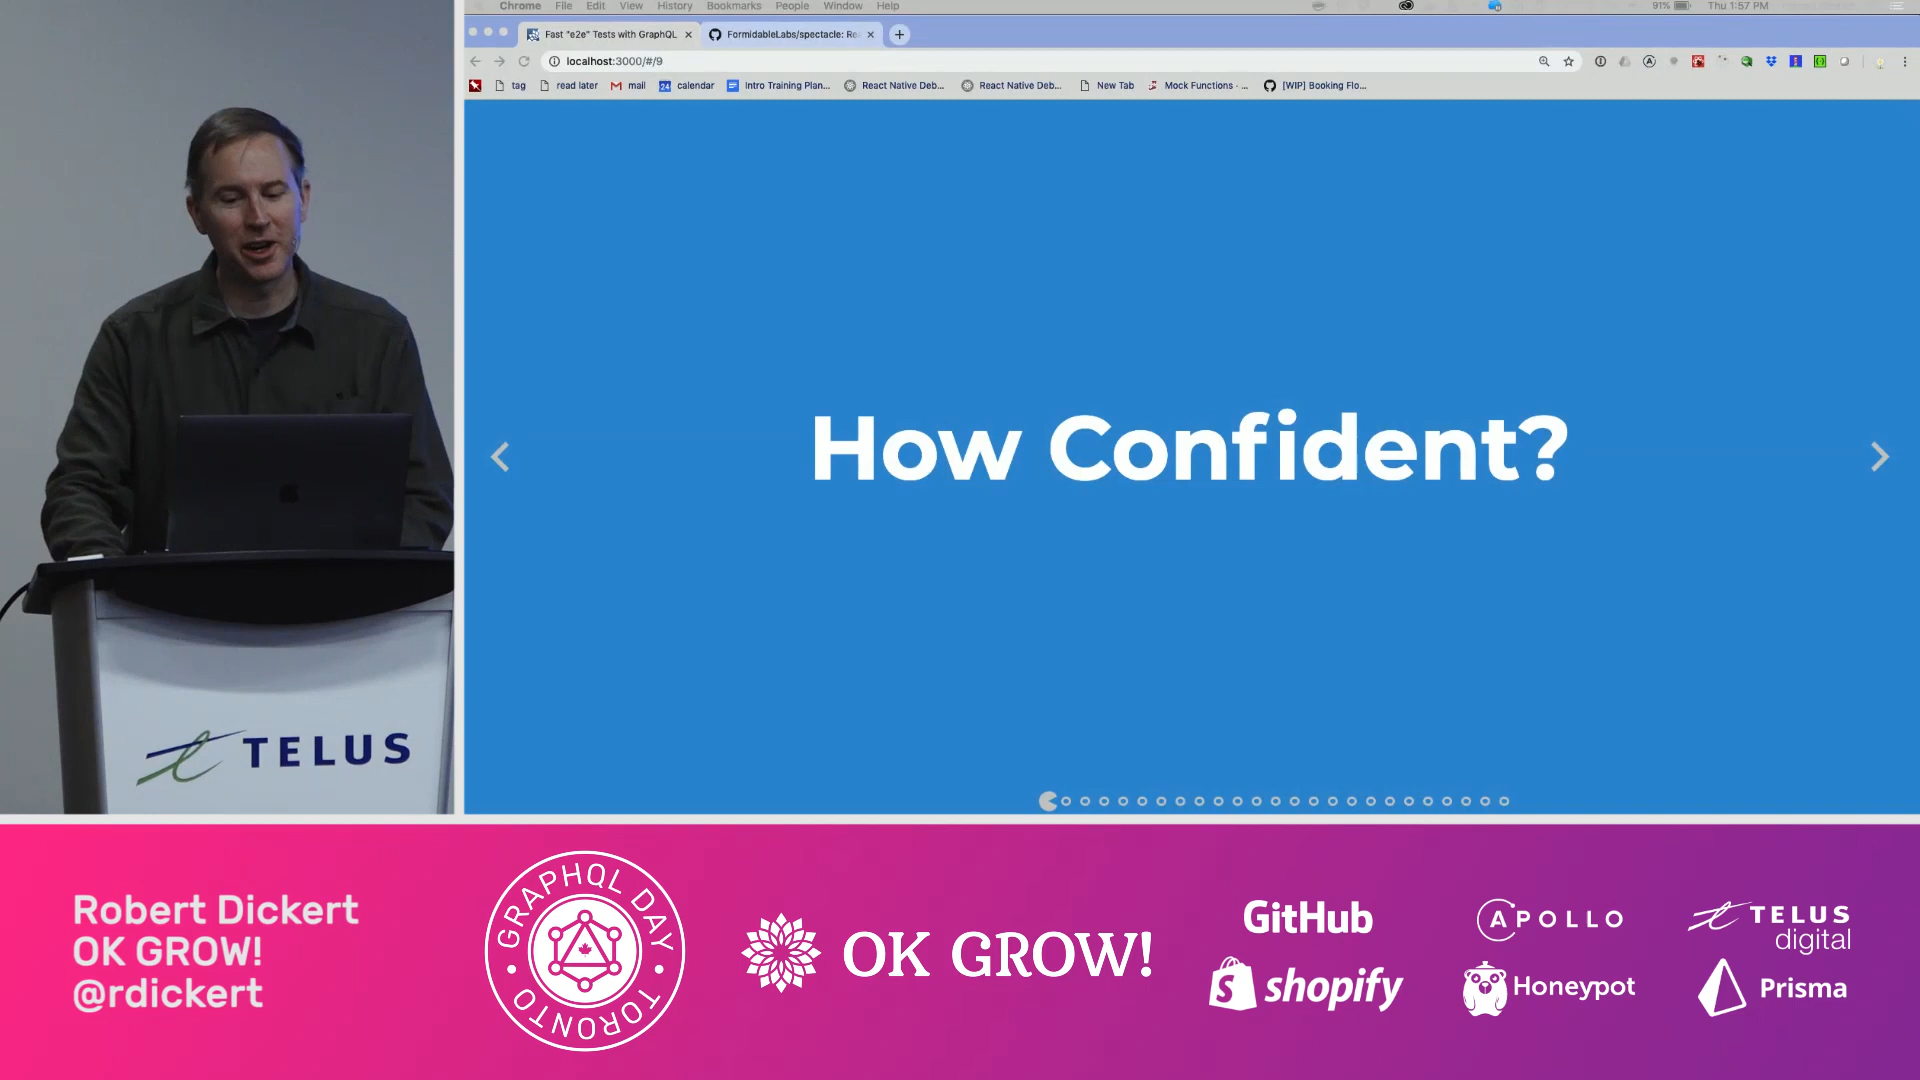 Chrome File Edit View History Bookmarks People Window Help 91% Thu 1:57 PM
Fast "e2e" Tests with GraphQL
FormidableLabs/spectacle: Re
localhost:3000/#/9
tag read later mail 24 calendar Intro Training Plan... React Native Deb... React Native Deb... New Tab Mock Functions · ... [WIP] Booking Flo...
How Confident?
TELUS
Robert Dickert
OK GROW!
@rdickert
GRAPHQL DAY
TORONTO
OK GROW!
GitHub
APOLLO
TELUS
digital
shopify
Honeypot
Prisma